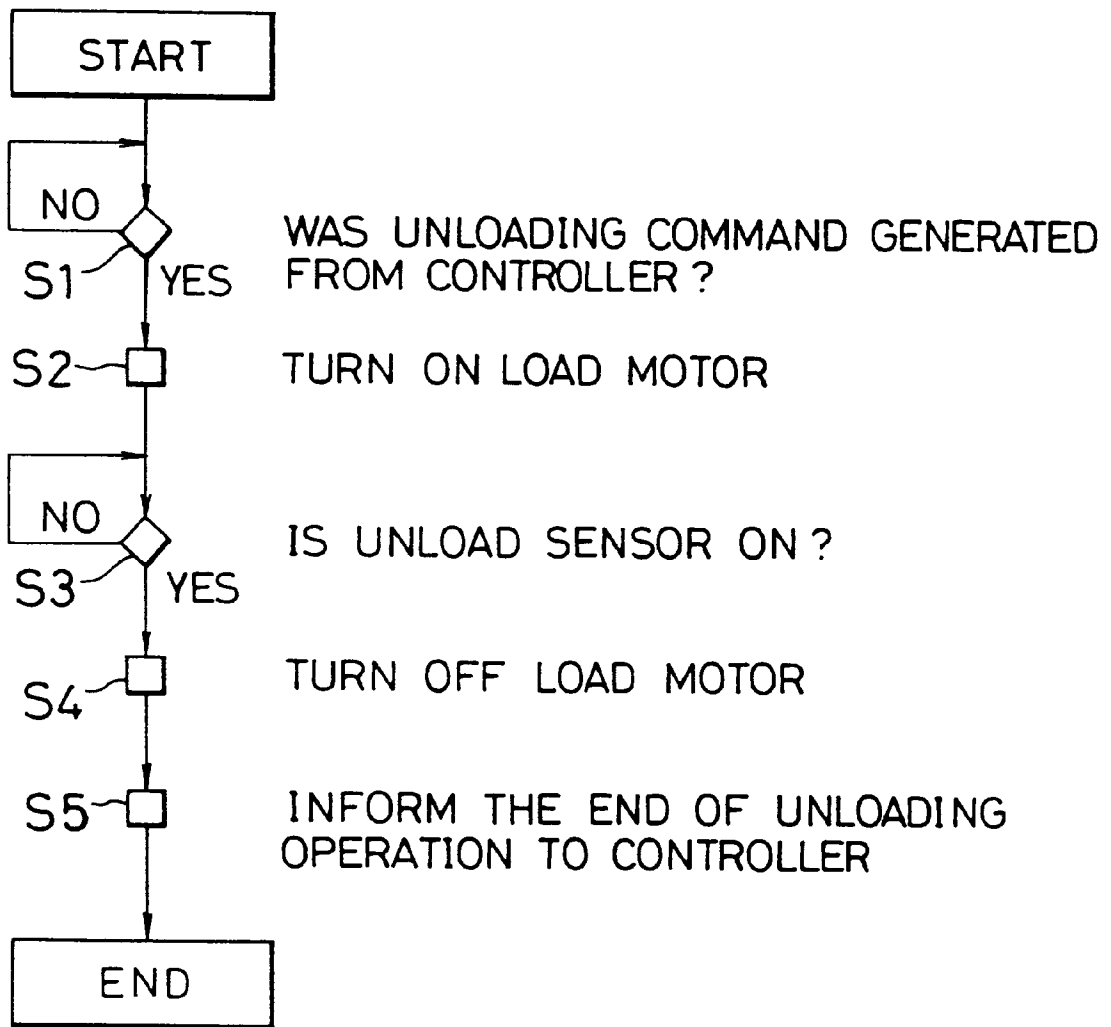 START
NO
S1
YES
WAS UNLOADING COMMAND GENERATED
FROM CONTROLLER ?
S2
TURN ON LOAD MOTOR
NO
S3
YES
IS UNLOAD SENSOR ON ?
S4
TURN OFF LOAD MOTOR
S5
INFORM THE END OF UNLOADING
OPERATION TO CONTROLLER
END